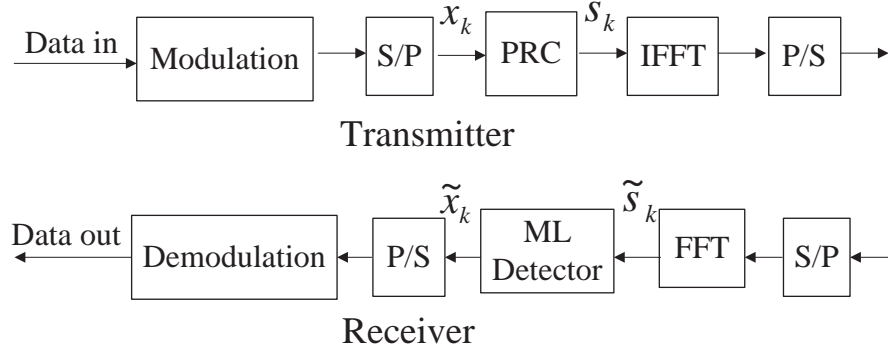 Data in
Modulation
S/P
x_k
PRC
s_k
IFFT
P/S
Transmitter
Data out
Demodulation
P/S
x̃_k
ML
Detector
s̃_k
FFT
S/P
Receiver